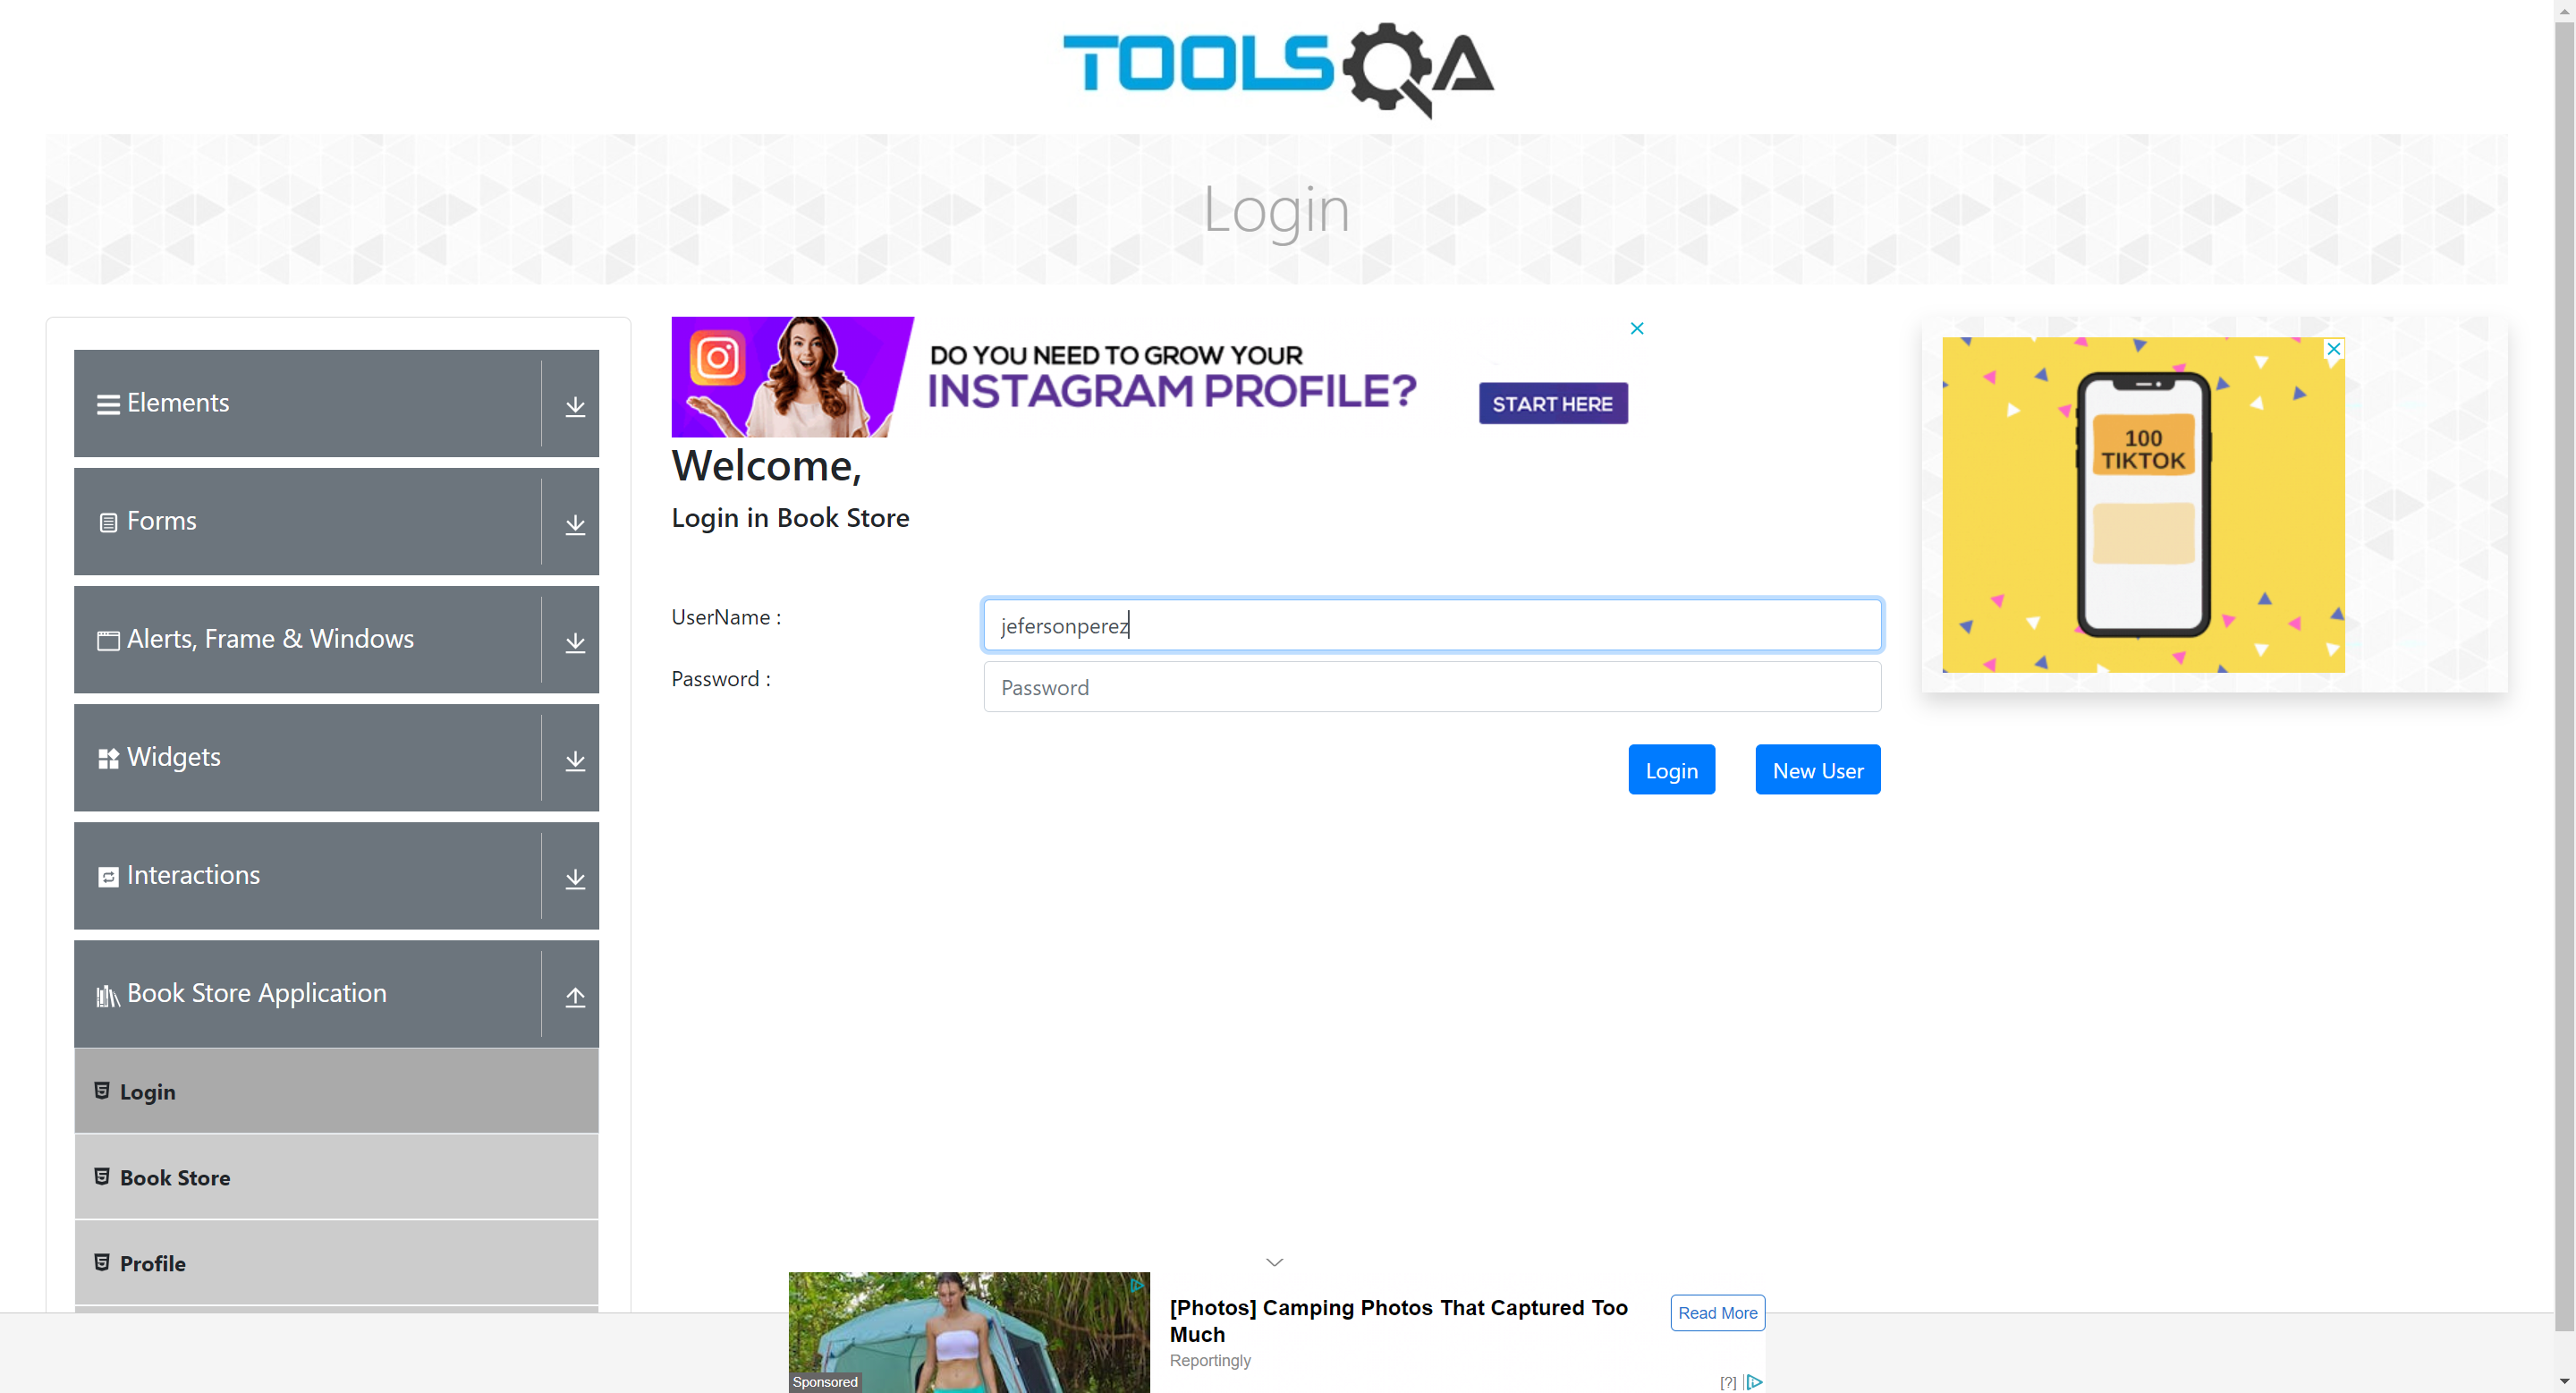 TOOLSQA
Login
Elements
Forms
Alerts, Frame & Windows
Widgets
Interactions
Book Store Application
Login
Book Store
Profile
DO YOU NEED TO GROW YOUR
INSTAGRAM PROFILE?
START HERE
Welcome,
Login in Book Store
UserName :
jefersonperez
Password :
Password
Login
New User
100
TIKTOK
[Photos] Camping Photos That Captured Too
Much
Reportingly
Read More
Sponsored
[?]